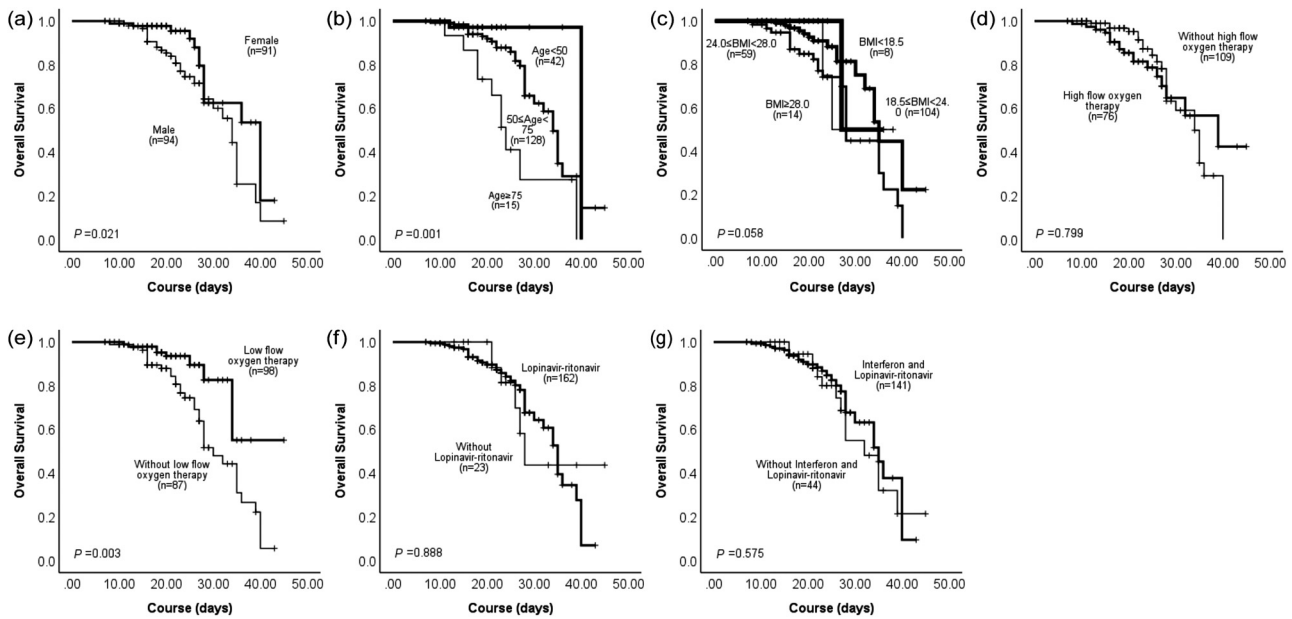 (a)
Overall Survival
1.0
0.8
0.6
0.4
0.2
0.0
Female
(n=91)
Male
(n=94)
P =0.021
.00 10.00 20.00 30.00 40.00 50.00
Course (days)
(b)
Overall Survival
1.0
0.8
0.6
0.4
0.2
0.0
Age<50
(n=42)
50≤Age<
75
(n=128)
Age≥75
(n=15)
P =0.001
.00 10.00 20.00 30.00 40.00 50.00
Course (days)
(c)
Overall Survival
1.0
0.8
0.6
0.4
0.2
0.0
24.0≤BMI<28.0
(n=59)
BMI<18.5
(n=8)
BMI≥28.0
(n=14)
18.5≤BMI<24.
0 (n=104)
P =0.058
.00 10.00 20.00 30.00 40.00 50.00
Course (days)
(d)
Overall Survival
1.0
0.8
0.6
0.4
0.2
0.0
Without high flow
oxygen therapy
(n=109)
High flow oxygen
therapy
(n=76)
P =0.799
.00 10.00 20.00 30.00 40.00 50.00
Course (days)
(e)
Overall Survival
1.0
0.8
0.6
0.4
0.2
0.0
Low flow
oxygen therapy
(n=98)
Without low flow
oxygen therapy
(n=87)
P =0.003
.00 10.00 20.00 30.00 40.00 50.00
Course (days)
(f)
Overall Survival
1.0
0.8
0.6
0.4
0.2
0.0
Lopinavir-ritonavir
(n=162)
Without
Lopinavir-ritonavir
(n=23)
P =0.888
.00 10.00 20.00 30.00 40.00 50.00
Course (days)
(g)
Overall Survival
1.0
0.8
0.6
0.4
0.2
0.0
Interferon and
Lopinavir-ritonavir
(n=141)
Without Interferon and
Lopinavir-ritonavir
(n=44)
P =0.575
.00 10.00 20.00 30.00 40.00 50.00
Course (days)